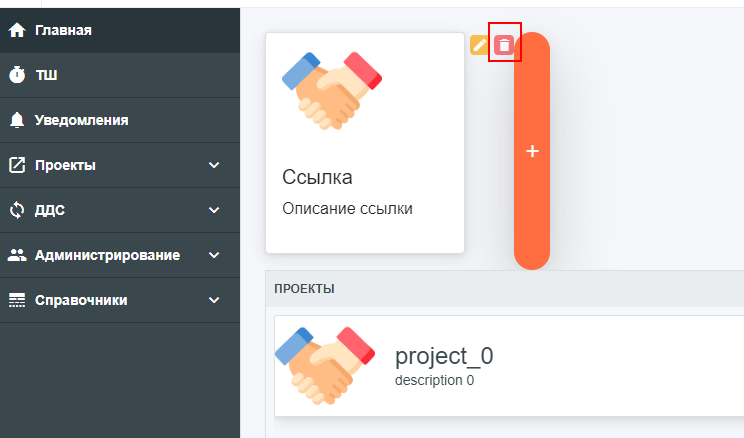 Главная
ТШ
Уведомления
Проекты
ДДС
Администрирование
Справочники
Ссылка
Описание ссылки
+
ПРОЕКТЫ
project_0
description 0